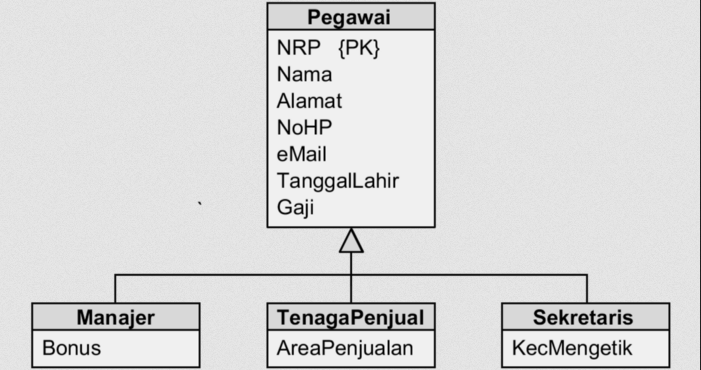 Pegawai
NRP {PK}
Nama
Alamat
NoHP
eMail
TanggalLahir
Gaji
Manajer
Bonus
TenagaPenjual
AreaPenjualan
Sekretaris
KecMengetik